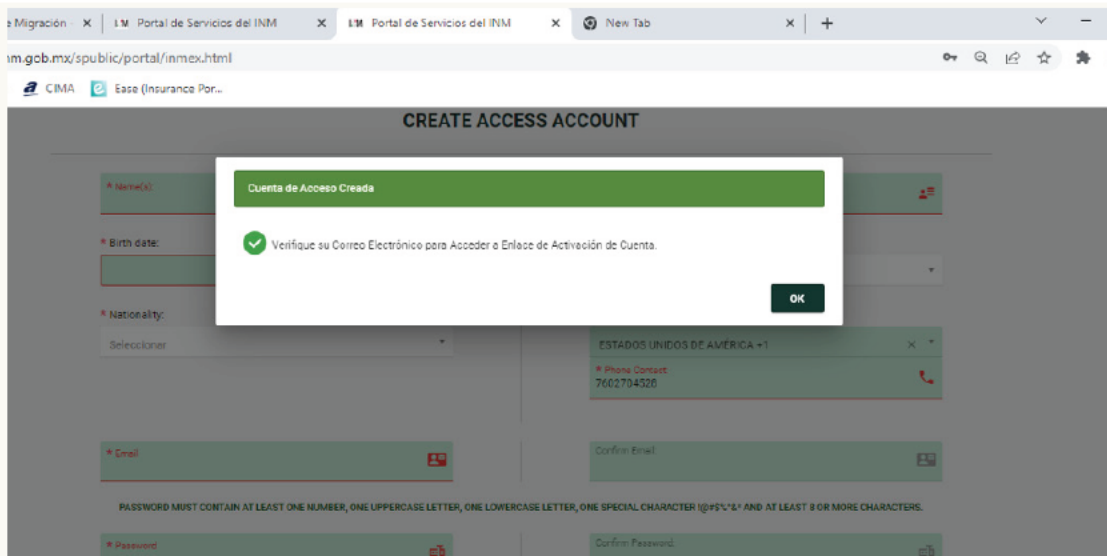 e Migración
Portal de Servicios del INM
Portal de Servicios del INM
New Tab
nm.gob.mx/spublic/portal/inmex.html
CIMA
Ease (Insurance Por...
CREATE ACCESS ACCOUNT
* Name(s):
Cuenta de Acceso Creada
* Birth date:
Verifique su Correo Electrónico para Acceder a Enlace de Activación de Cuenta.
OK
* Nationality:
Seleccioner
ESTADOS UNIDOS DE AMÉRICA +1
* Phone Contact:
7602704528
* Email
Confirm Email
PASSWORD MUST CONTAIN AT LEAST ONE NUMBER, ONE UPPERCASE LETTER, ONE LOWERCASE LETTER, ONE SPECIAL CHARACTER !@#$%^&* AND AT LEAST 8 OR MORE CHARACTERS.
* Password
Confirm Password: